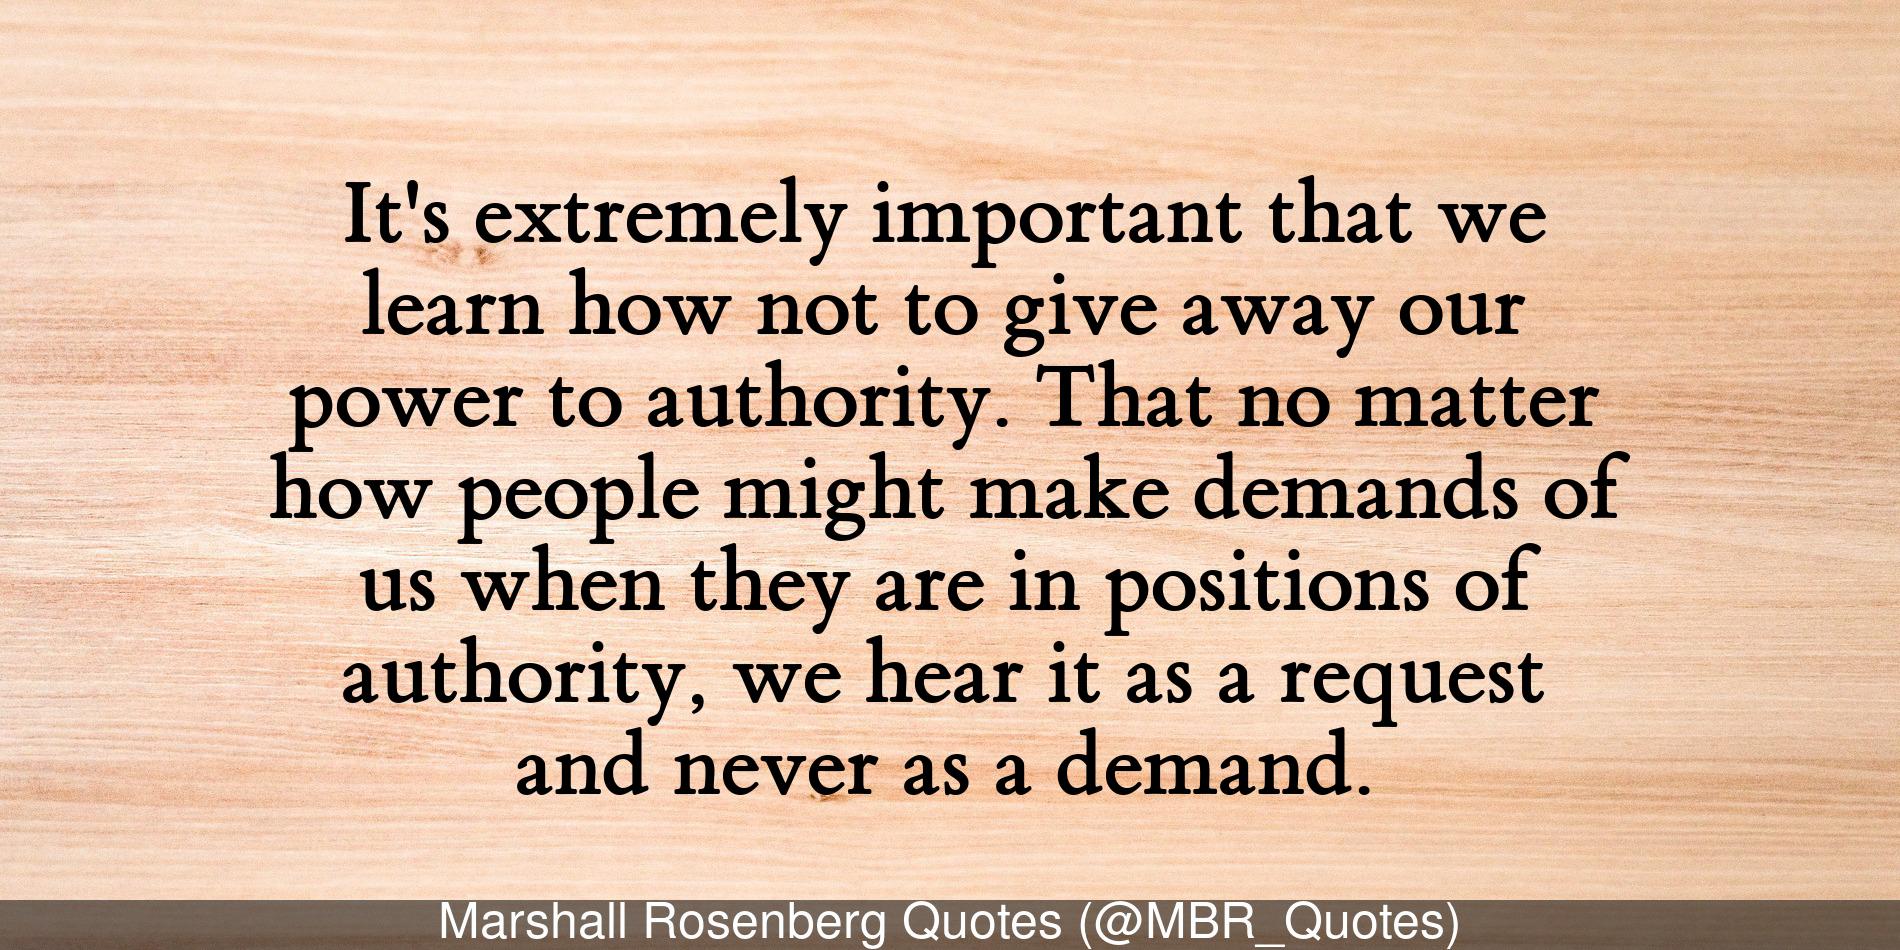 It's extremely important that we
learn how not to give away our
power to authority. That no matter
how people might make demands of
us when they are in positions of
authority, we hear it as a request
and never as a demand.
Marshall Rosenberg Quotes (@MBR_Quotes)